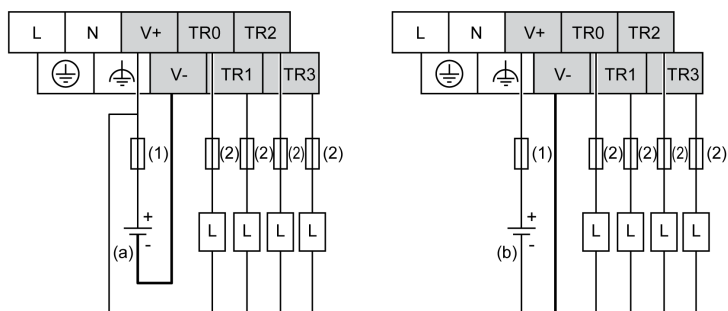 L N V+ TR0 TR2
V- TR1 TR3
(1) (2) (2) (2) (2)
+
L L L L
-
(a)
L N V+ TR0 TR2
V- TR1 TR3
(1) (2) (2) (2) (2)
+
L L L L
-
(b)